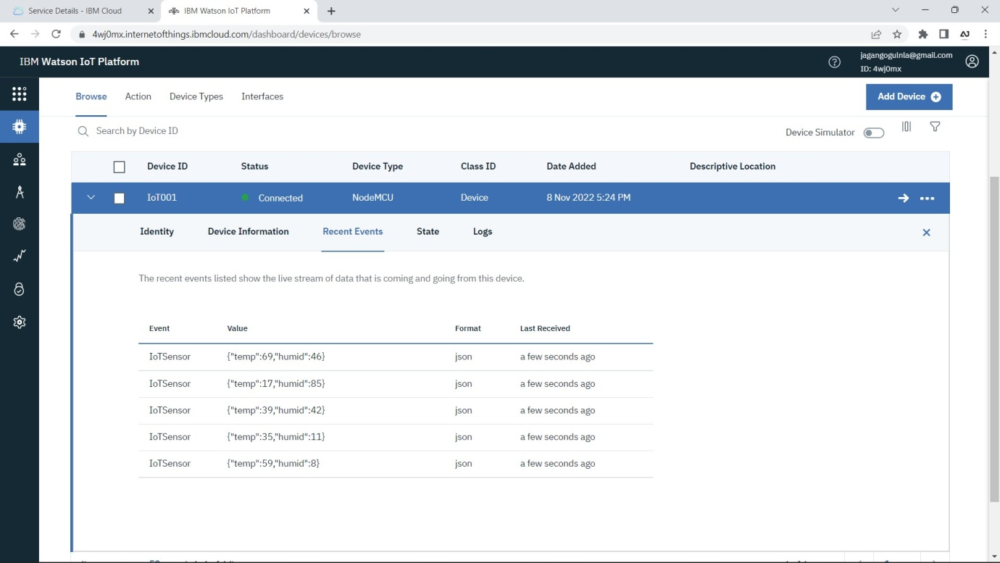 Service Details - IBM Cloud
IBM Watson IoT Platform
4wj0mx.internetofthings.ibmcloud.com/dashboard/devices/browse
IBM Watson IoT Platform
jagangogulnla@gmail.com
ID: 4wj0mx
Browse Action Device Types Interfaces
Add Device
Search by Device ID
Device Simulator
Device ID Status Device Type Class ID Date Added Descriptive Location
IoT001 Connected NodeMCU Device 8 Nov 2022 5:24 PM
Identity Device Information Recent Events State Logs
The recent events listed show the live stream of data that is coming and going from this device.
Event Value Format Last Received
IoTSensor {"temp":69,"humid":46} json a few seconds ago
IoTSensor {"temp":17,"humid":85} json a few seconds ago
IoTSensor {"temp":39,"humid":42} json a few seconds ago
IoTSensor {"temp":35,"humid":11} json a few seconds ago
IoTSensor {"temp":59,"humid":8} json a few seconds ago